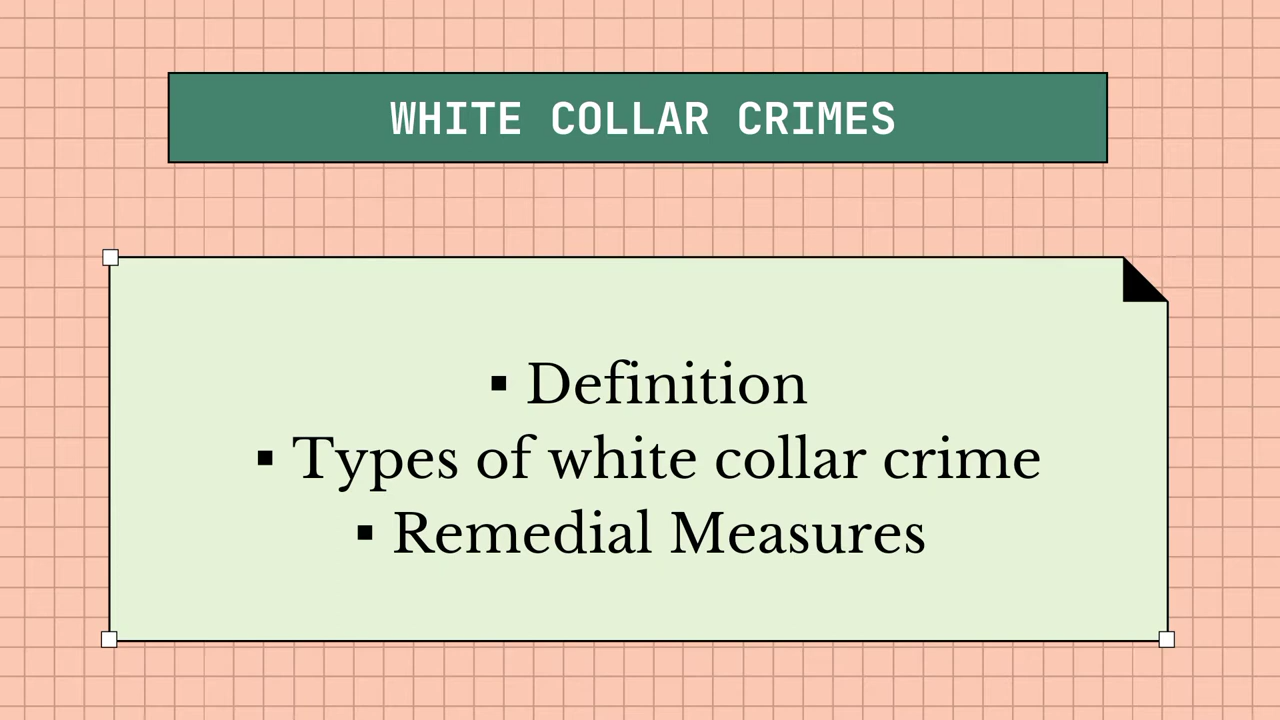 WHITE COLLAR CRIMES
▪ Definition
▪ Types of white collar crime
▪ Remedial Measures